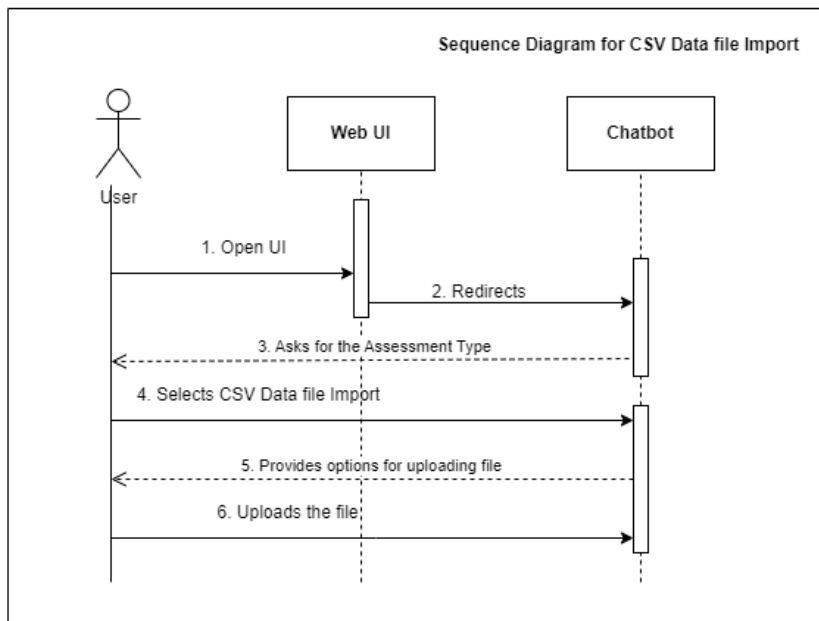 Sequence Diagram for CSV Data file Import
Web UI
Chatbot
User
1. Open UI
2. Redirects
3. Asks for the Assessment Type
4. Selects CSV Data file Import
5. Provides options for uploading file
6. Uploads the file